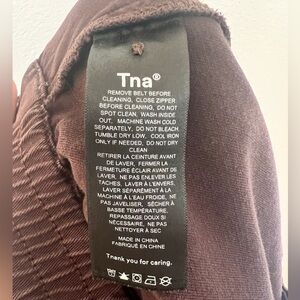 Tna®
REMOVE BELT BEFORE
CLEANING, CLOSE ZIPPER
BEFORE CLEANING, DO NOT
SPOT CLEAN, WASH INSIDE
OUT. MACHINE WASH COLD
SEPARATELY, DO NOT BLEACH.
TUMBLE DRY LOW, COOL IRON
ONLY IF NEEDED, DO NOT DRY
CLEAN
RETIRER LA CEINTURE AVANT
DE LAVER, FERMER LA
FERMETURE ÉCLAIR AVANT DE
LAVER, NE PAS ENLEVER LES
TACHES, LAVER À L'ENVERS,
LAVER SÉPARÉMENT À LA
MACHINE À L'EAU FROIDE, NE
PAS JAVELISER, SÉCHER À
BASSE TEMPÉRATURE,
REPASSAGE DOUX SI
NÉCESSAIRE, NE PAS
NETTOYER À SEC
MADE IN CHINA
FABRIQUÉ EN CHINE
Thank you for caring.